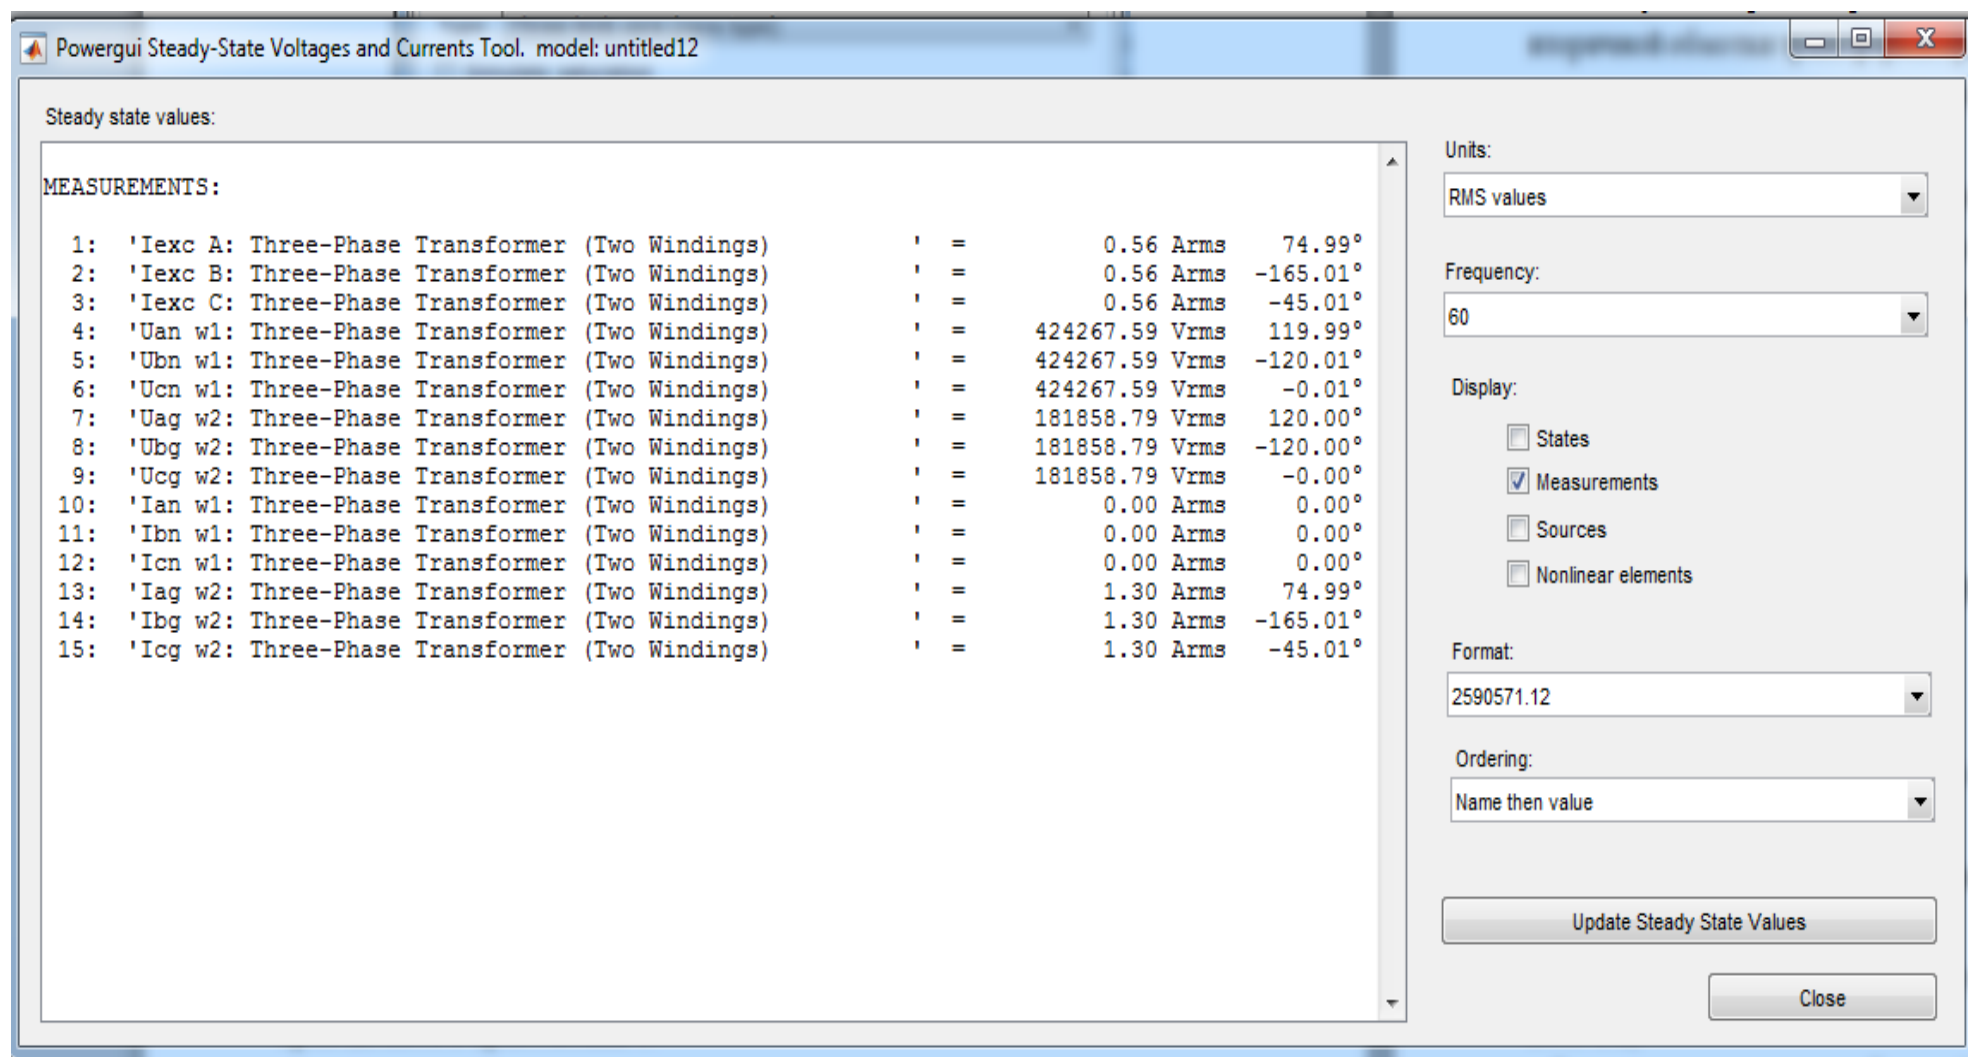 Powergui Steady-State Voltages and Currents Tool. model: untitled12
Steady state values:
MEASUREMENTS:
1: 'Iexc A: Three-Phase Transformer (Two Windings) ' = 0.56 Arms 74.99°
2: 'Iexc B: Three-Phase Transformer (Two Windings) ' = 0.56 Arms -165.01°
3: 'Iexc C: Three-Phase Transformer (Two Windings) ' = 0.56 Arms -45.01°
4: 'Uan w1: Three-Phase Transformer (Two Windings) ' = 424267.59 Vrms 119.99°
5: 'Ubn w1: Three-Phase Transformer (Two Windings) ' = 424267.59 Vrms -120.01°
6: 'Ucn w1: Three-Phase Transformer (Two Windings) ' = 424267.59 Vrms -0.01°
7: 'Uag w2: Three-Phase Transformer (Two Windings) ' = 181858.79 Vrms 120.00°
8: 'Ubg w2: Three-Phase Transformer (Two Windings) ' = 181858.79 Vrms -120.00°
9: 'Ucg w2: Three-Phase Transformer (Two Windings) ' = 181858.79 Vrms -0.00°
10: 'Ian w1: Three-Phase Transformer (Two Windings) ' = 0.00 Arms 0.00°
11: 'Ibn w1: Three-Phase Transformer (Two Windings) ' = 0.00 Arms 0.00°
12: 'Icn w1: Three-Phase Transformer (Two Windings) ' = 0.00 Arms 0.00°
13: 'Iag w2: Three-Phase Transformer (Two Windings) ' = 1.30 Arms 74.99°
14: 'Ibg w2: Three-Phase Transformer (Two Windings) ' = 1.30 Arms -165.01°
15: 'Icg w2: Three-Phase Transformer (Two Windings) ' = 1.30 Arms -45.01°
Units:
RMS values
Frequency:
60
Display:
States
Measurements
Sources
Nonlinear elements
Format:
2590571.12
Ordering:
Name then value
Update Steady State Values
Close